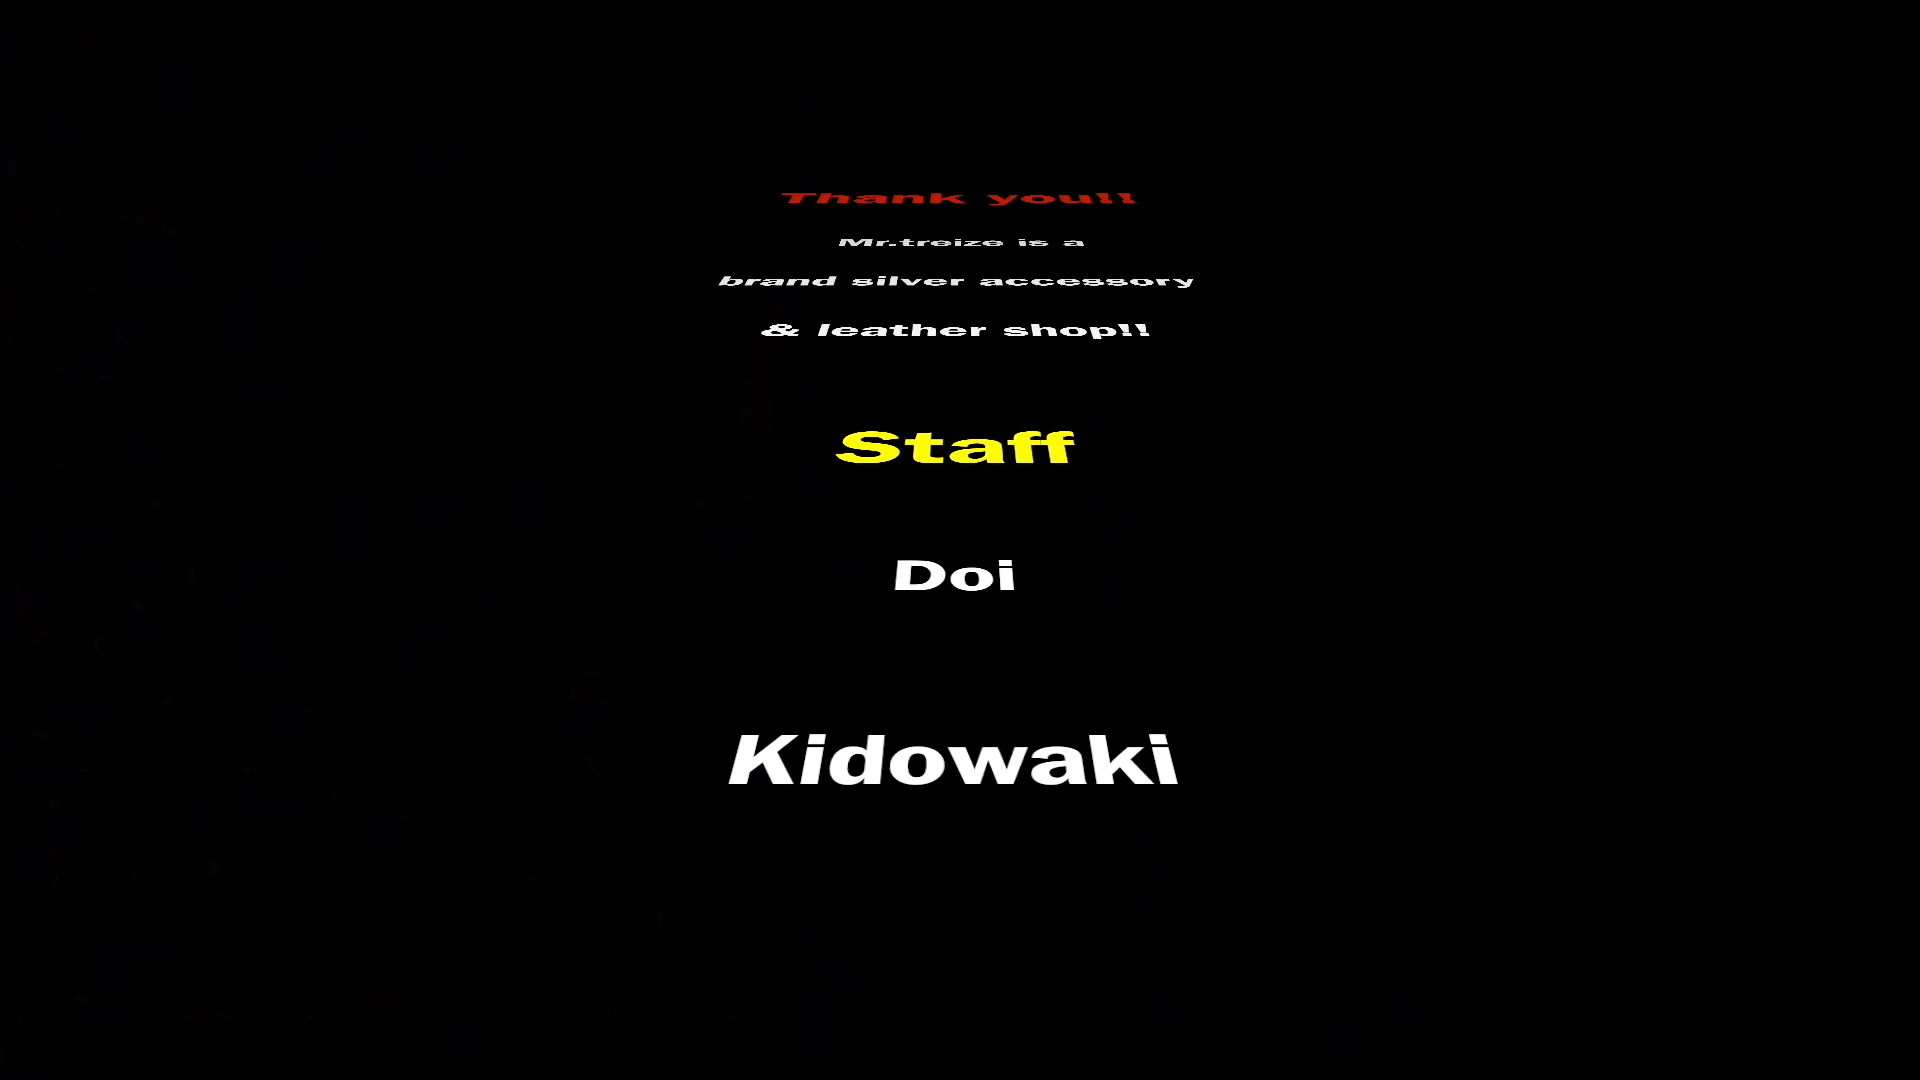 Thank you!!
Mr.treize is a
brand silver accessory
& leather shop!!
Staff
Doi
Kidowaki